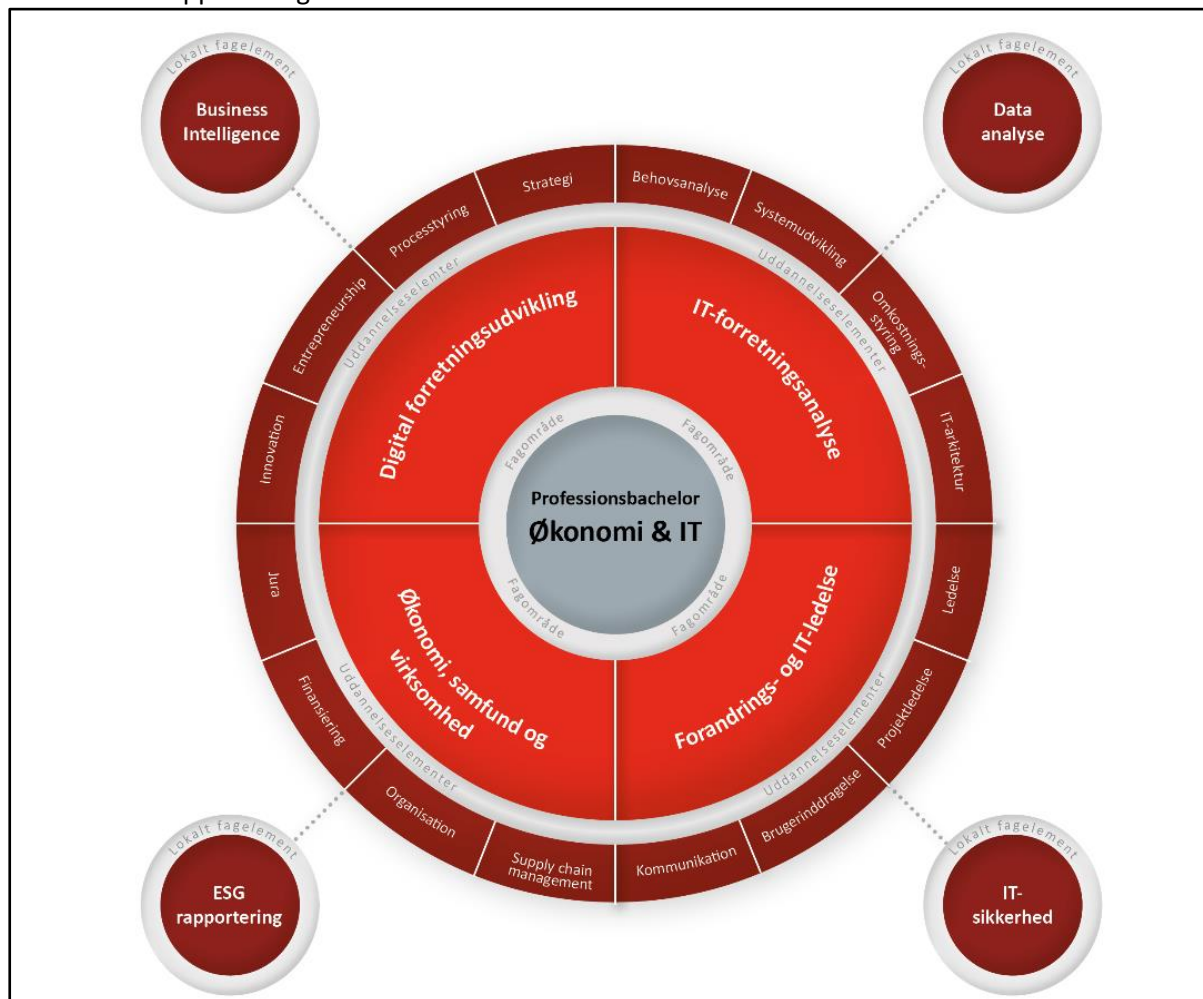 Lokalt fagelement
Business
Intelligence
Lokalt fagelement
Data
analyse
Strategi
Behovsanalyse
Processtyring
Systemudvikling
Entrepreneurship
Omkostnings-
styring
Innovation
IT-arkitektur
Uddannelseselemter
Uddannelseselementer
Digital forretningsudvikling
IT-forretningsanalyse
Fagområde
Fagområde
Professionsbachelor
Økonomi & IT
Fagområde
Fagområde
Økonomi, samfund og
virksomhed
Forandrings- og IT-ledelse
Uddannelseselementer
Uddannelseselementer
Jura
Ledelse
Finansiering
Projektledelse
Organisation
Brugerinddragelse
Supply chain
management
Kommunikation
Lokalt fagelement
ESG
rapportering
Lokalt fagelement
IT-
sikkerhed